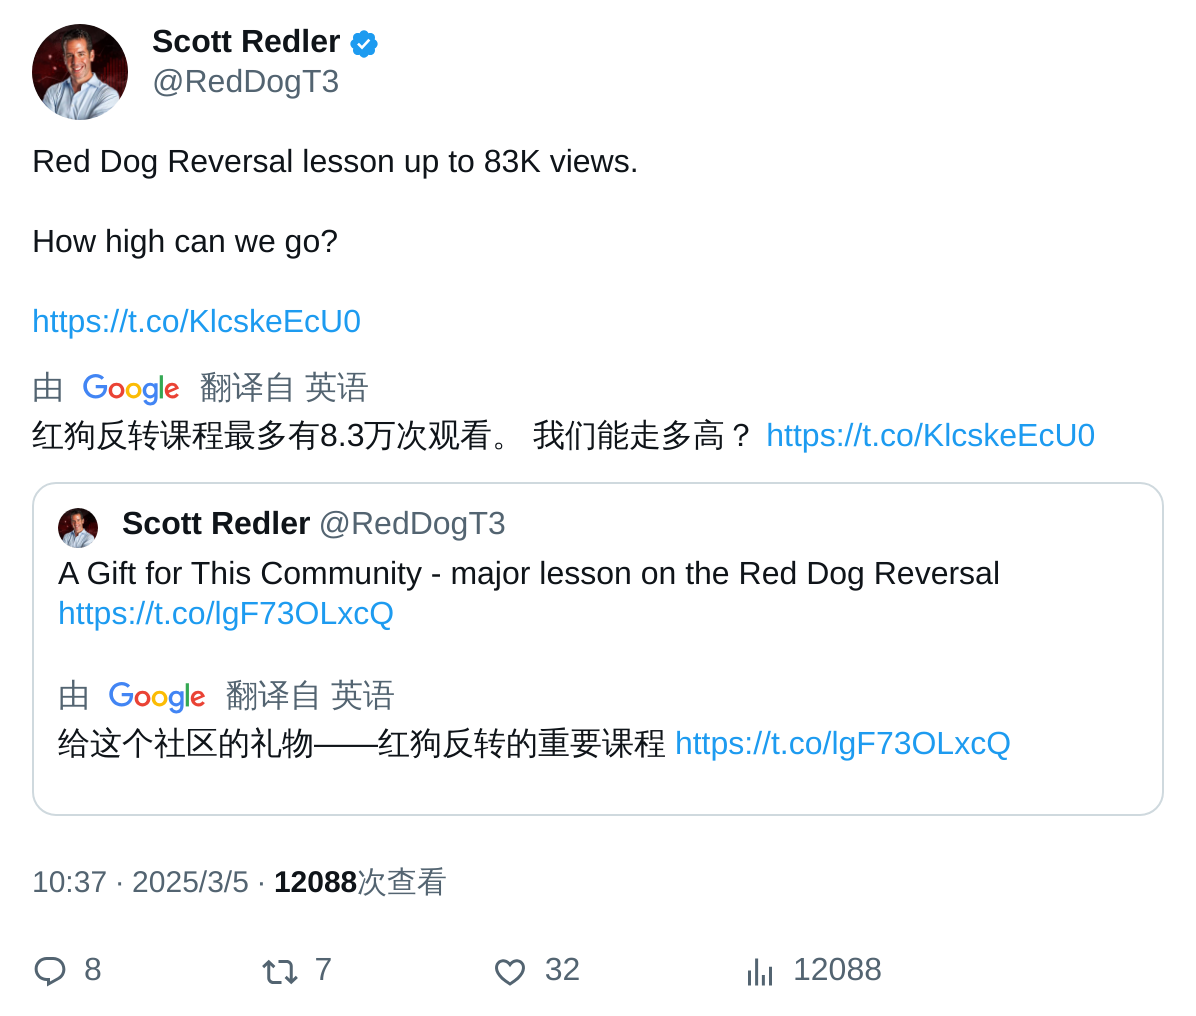 Scott Redler
@RedDogT3
Red Dog Reversal lesson up to 83K views.
How high can we go?
https://t.co/KlcskeEcU0
由 Google 翻译自 英语
红狗反转课程最多有8.3万次观看。 我们能走多高？ https://t.co/KlcskeEcU0
Scott Redler @RedDogT3
A Gift for This Community - major lesson on the Red Dog Reversal
https://t.co/lgF73OLxcQ
由 Google 翻译自 英语
给这个社区的礼物——红狗反转的重要课程 https://t.co/lgF73OLxcQ
10:37 · 2025/3/5 · 12088次查看
8 7 32 12088